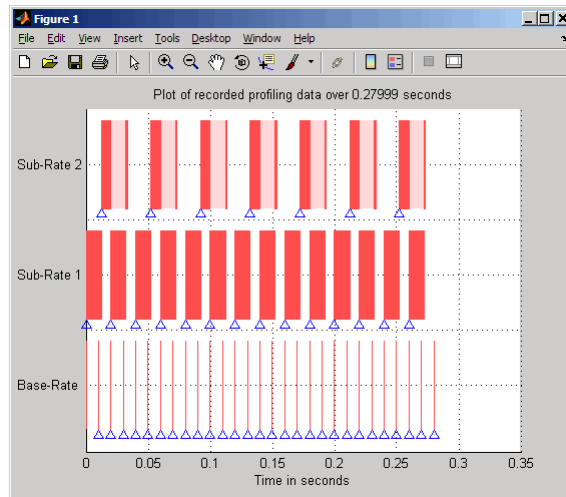 Figure 1
File Edit View Insert Tools Desktop Window Help
Plot of recorded profiling data over 0.27999 seconds
Sub-Rate 2
Sub-Rate 1
Base-Rate
0 0.05 0.1 0.15 0.2 0.25 0.3 0.35
Time in seconds